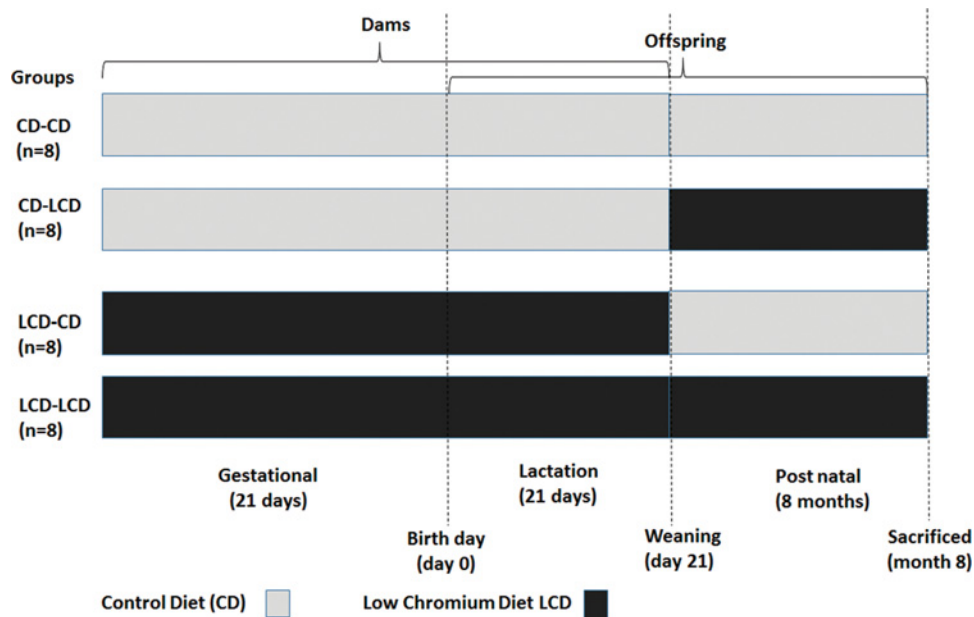 Dams
Offspring
Groups
CD-CD
(n=8)
CD-LCD
(n=8)
LCD-CD
(n=8)
LCD-LCD
(n=8)
Gestational
(21 days)
Lactation
(21 days)
Post natal
(8 months)
Birth day
(day 0)
Weaning
(day 21)
Sacrificed
(month 8)
Control Diet (CD)
Low Chromium Diet LCD